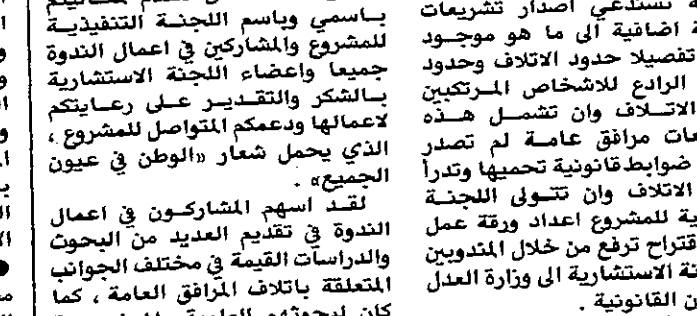 تستدعي اصدار تشريعات
اضافية الى ما هو موجود
تفصيلا حدود الاتلاف وحدود
الرادع للاشخاص المرتكبين
الاتلاف وان تشمل هذه
مرافق عامة لم تصدر
ضوابط قانونية تحميها وتدرأ
الاتلاف وان تتولى اللجنة
للمشروع اعداد ورقة عمل
ترفع من خلال المندوبين
الاستشارية الى وزارة العدل
القانونية .
باسمي وباسم اللجنة التنفيذية
للمشروع والمشاركين في اعمال الندوة
جميعا واعضاء اللجنة الاستشارية
بالشكر والتقدير على رعايتكم
لاعمالها ودعمكم المتواصل للمشروع ،
الذي يحمل شعار «الوطن في عيون
الجميع» .
لقد اسهم المشاركون في اعمال
الندوة في تقديم العديد من البحوث
والدراسات القيمة في مختلف الجوانب
المتعلقة باتلاف المرافق العامة ، كما